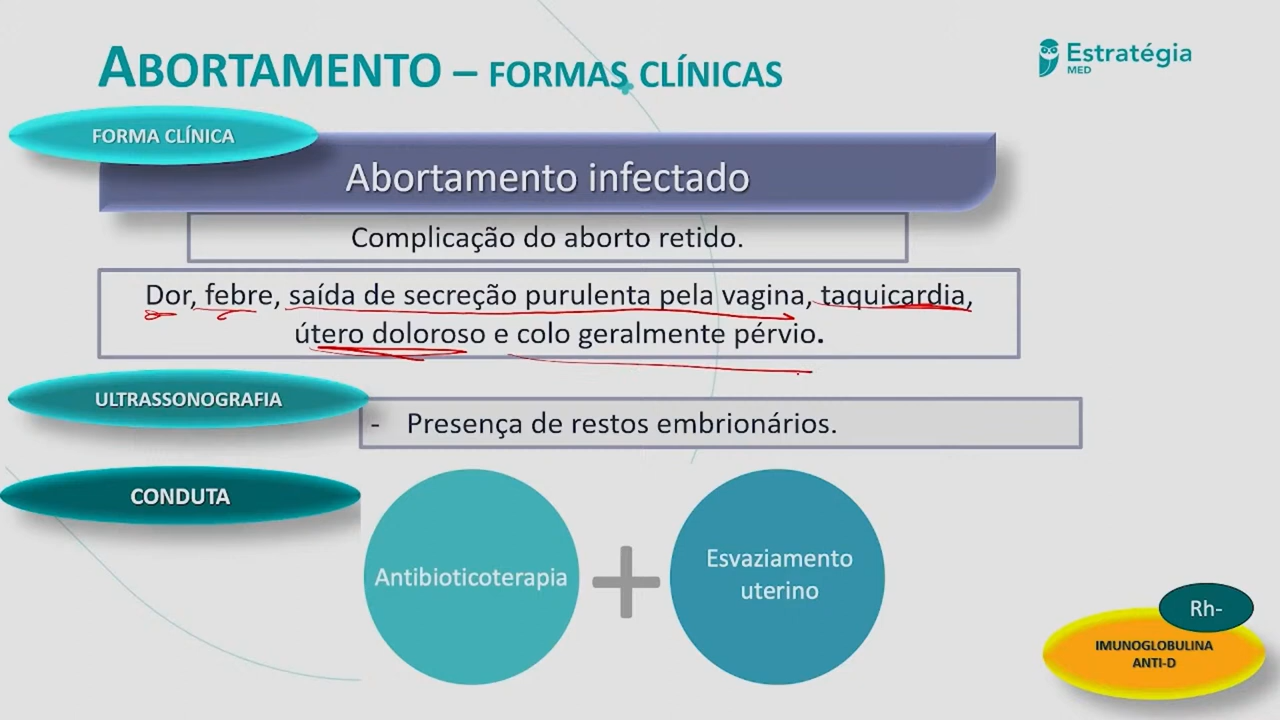 ABORTAMENTO – FORMAS CLÍNICAS
Estratégia
MED
FORMA CLÍNICA
Abortamento infectado
Complicação do aborto retido.
Dor, febre, saída de secreção purulenta pela vagina, taquicardia,
útero doloroso e colo geralmente pérvio.
ULTRASSONOGRAFIA
- Presença de restos embrionários.
CONDUTA
Antibioticoterapia
+
Esvaziamento
uterino
Rh-
IMUNOGLOBULINA
ANTI-D